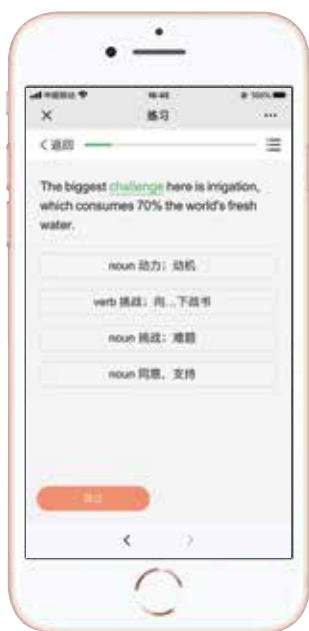 练习
< 返回
The biggest challenge here is irrigation,
which consumes 70% the world's fresh
water.
noun 动力；动机
verb 挑战；向...下战书
noun 挑战；难题
noun 同意，支持